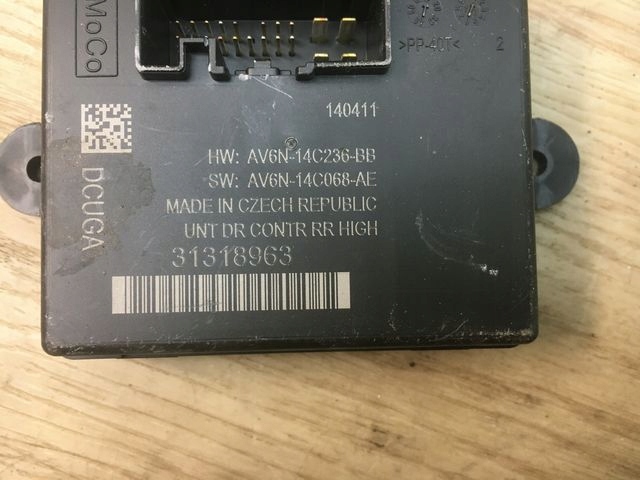 MoCo
>PP-40T<
2
140411
HW: AV6N-14C236-BB
SW: AV6N-14C068-AE
MADE IN CZECH REPUBLIC
UNT DR CONTR RR HIGH
31318963
DCUGA